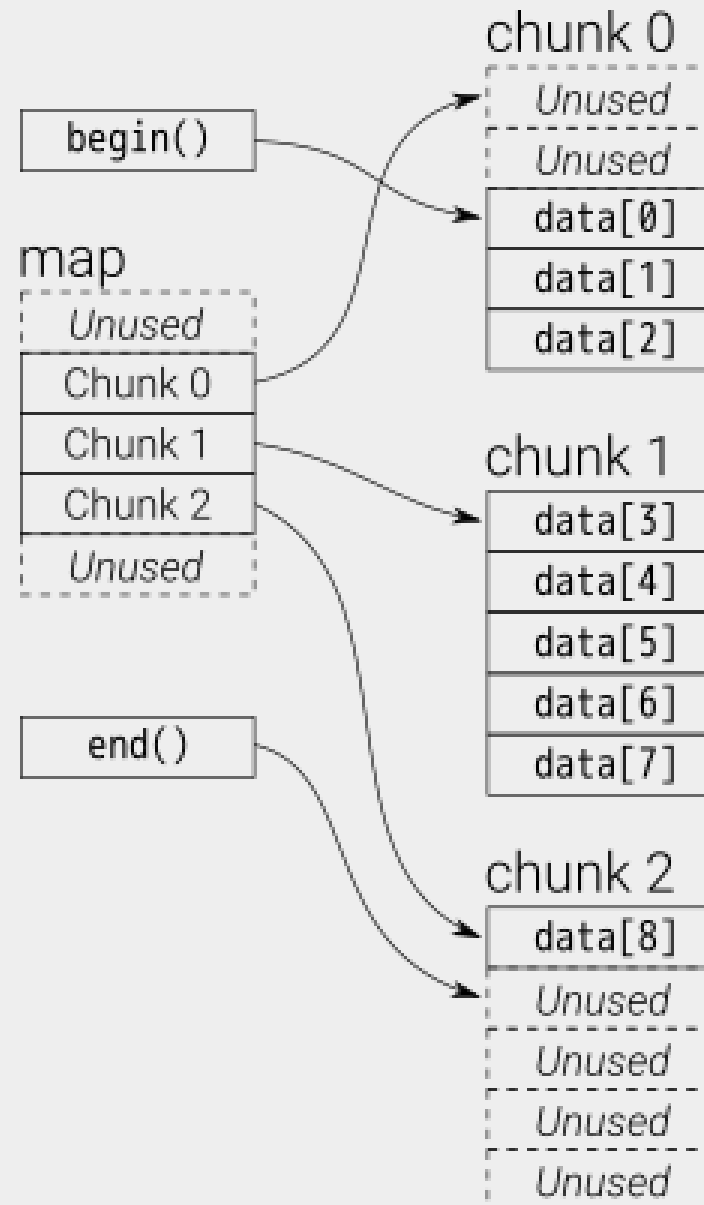 begin()
map
Unused
Chunk 0
Chunk 1
Chunk 2
Unused
end()
chunk 0
Unused
Unused
data[0]
data[1]
data[2]
chunk 1
data[3]
data[4]
data[5]
data[6]
data[7]
chunk 2
data[8]
Unused
Unused
Unused
Unused